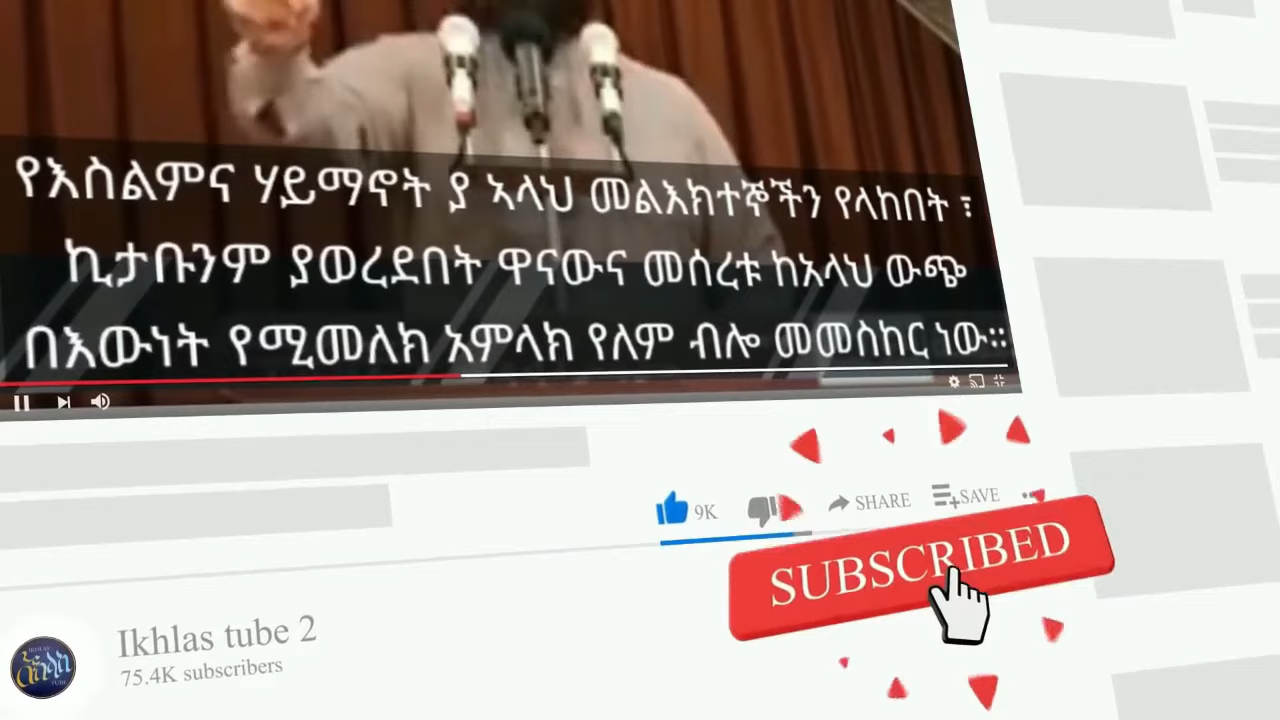 የእስልምና ሃይማኖት ያ ኣላህ መልእክተኞችን የላከበት ፣
ኪታቡንም ያወረደበት ዋናውና መሰረቱ ከአላህ ውጭ
በእውነት የሚመለክ አምላክ የለም ብሎ መመስከር ነው።
9K SHARE SAVE
SUBSCRIBED
Ikhlas tube 2
75.4K subscribers